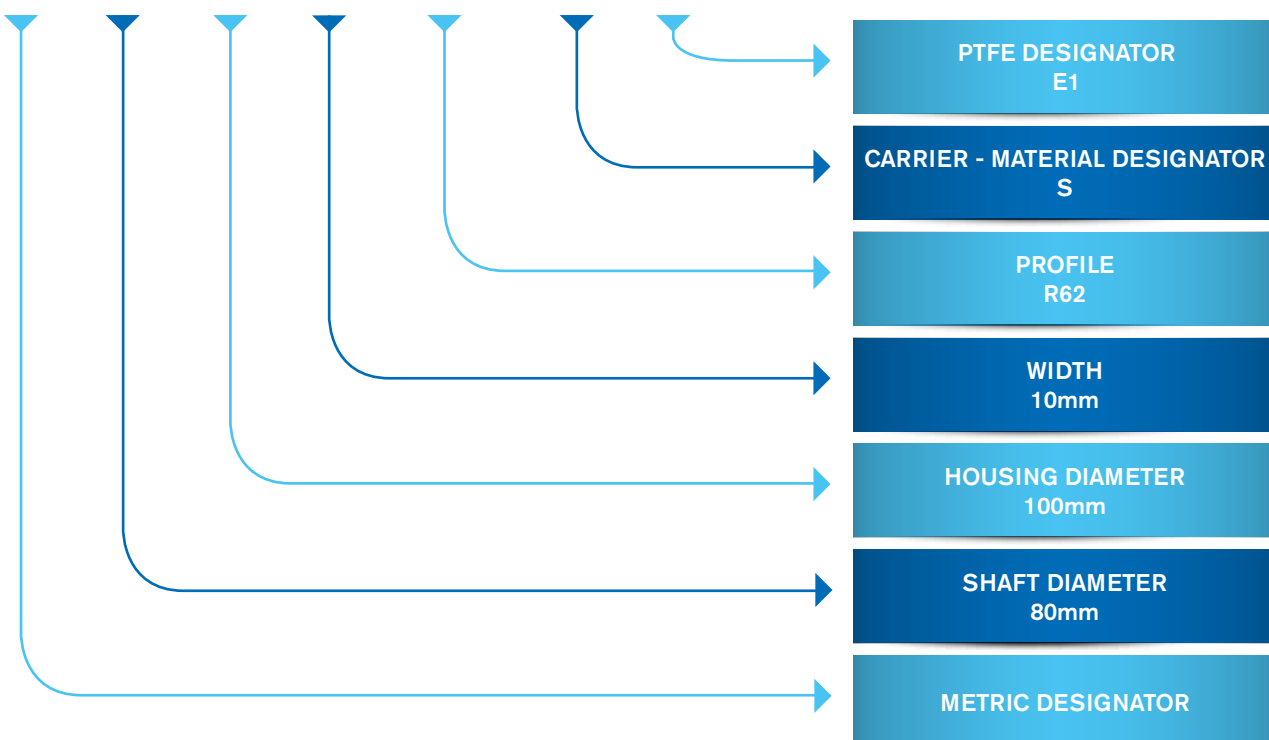 PTFE DESIGNATOR
E1
CARRIER - MATERIAL DESIGNATOR
S
PROFILE
R62
WIDTH
10mm
HOUSING DIAMETER
100mm
SHAFT DIAMETER
80mm
METRIC DESIGNATOR